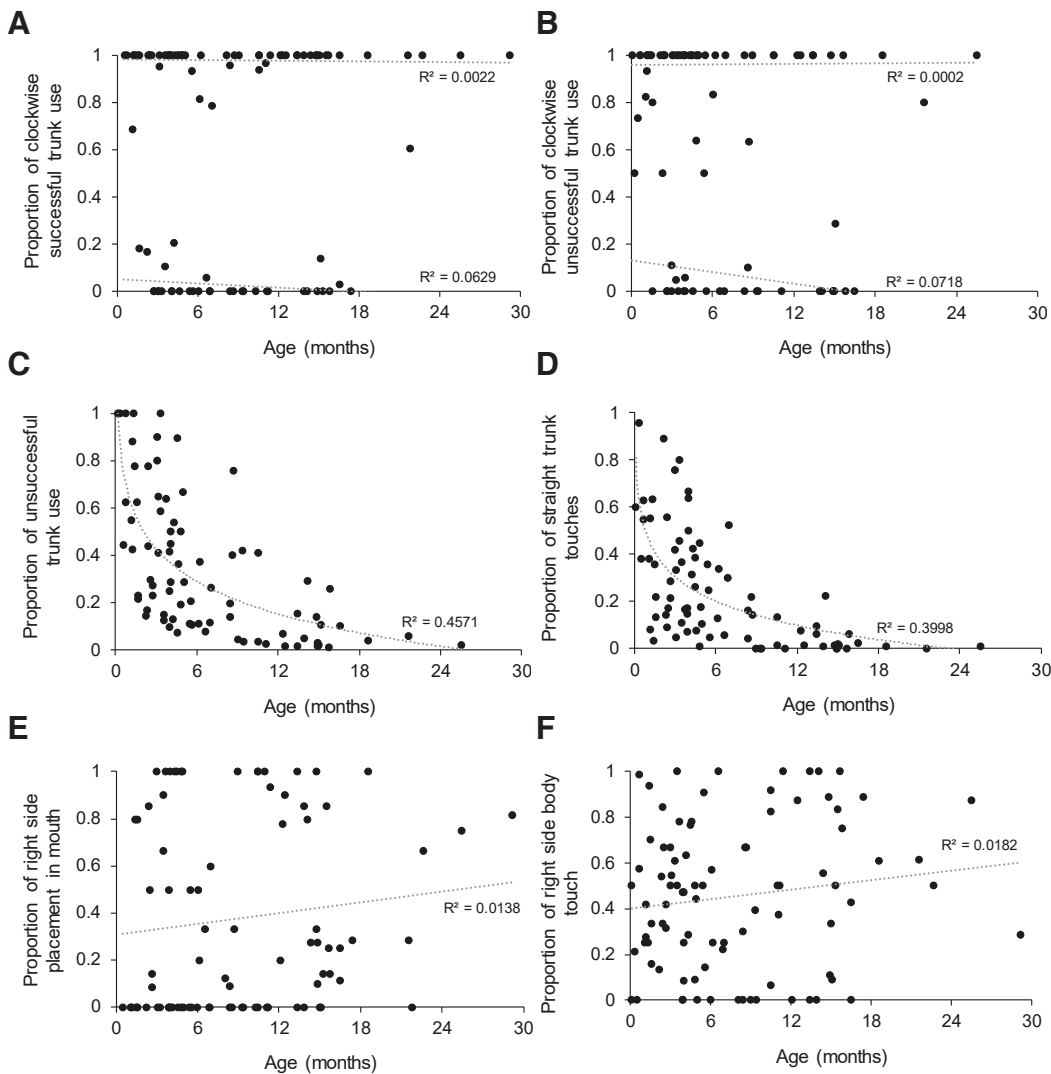 A
Proportion of clockwise
successful trunk use
1
0.8
0.6
0.4
0.2
0
R² = 0.0022
R² = 0.0629
0 6 12 18 24 30
Age (months)
B
Proportion of clockwise
unsuccessful trunk use
1
0.8
0.6
0.4
0.2
0
R² = 0.0002
R² = 0.0718
0 6 12 18 24 30
Age (months)
C
Proportion of unsuccessful
trunk use
1
0.8
0.6
0.4
0.2
0
R² = 0.4571
0 6 12 18 24 30
Age (months)
D
Proportion of straight trunk
touches
1
0.8
0.6
0.4
0.2
0
R² = 0.3998
0 6 12 18 24 30
Age (months)
E
Proportion of right side
placement in mouth
1
0.8
0.6
0.4
0.2
0
R² = 0.0138
0 6 12 18 24 30
Age (months)
F
Proportion of right side body
touch
1
0.8
0.6
0.4
0.2
0
R² = 0.0182
0 6 12 18 24 30
Age (months)